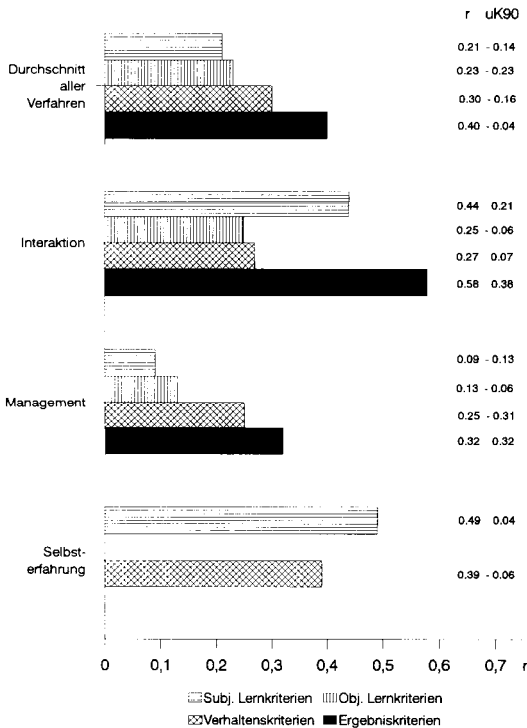 r uK90
0.21 - 0.14
Durchschnitt
aller
Verfahren
0.23 - 0.23
0.30 - 0.16
0.40 - 0.04
0.44 0.21
Interaktion
0.25 - 0.06
0.27 0.07
0.58 0.38
0.09 - 0.13
Management
0.13 - 0.06
0.25 - 0.31
0.32 0.32
0.49 0.04
Selbst-
erfahrung
0.39 - 0.06
0 0,1 0,2 0,3 0,4 0,5 0,6 0,7 r
Subj. Lernkriterien Obj. Lernkriterien
Verhaltenskriterien Ergebniskriterien